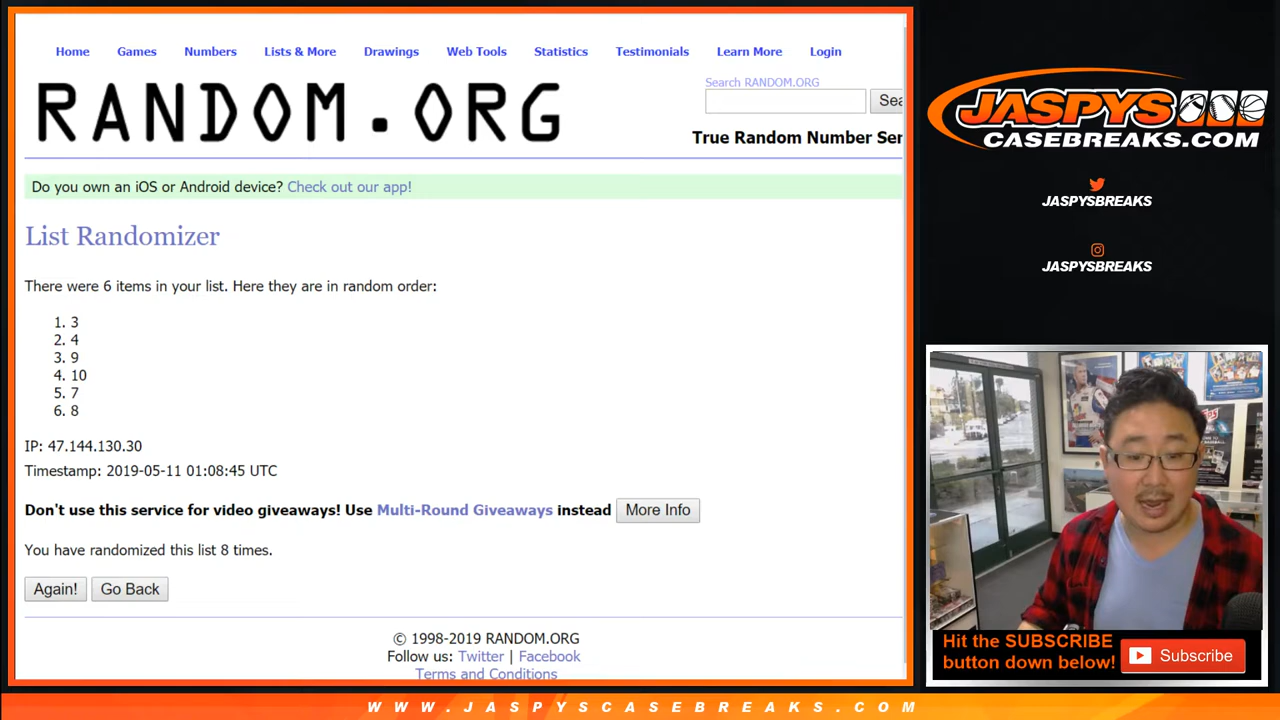 Home Games Numbers Lists & More Drawings Web Tools Statistics Testimonials Learn More Login
Search RANDOM.ORG
RANDOM.ORG
Sea
True Random Number Ser
Do you own an iOS or Android device? Check out our app!
List Randomizer
There were 6 items in your list. Here they are in random order:
1. 3
2. 4
3. 9
4. 10
5. 7
6. 8
IP: 47.144.130.30
Timestamp: 2019-05-11 01:08:45 UTC
Don't use this service for video giveaways! Use Multi-Round Giveaways instead More Info
You have randomized this list 8 times.
Again! Go Back
© 1998-2019 RANDOM.ORG
Follow us: Twitter | Facebook
Terms and Conditions
JASPYS
CASEBREAKS.COM
JASPYSBREAKS
JASPYSBREAKS
Hit the SUBSCRIBE
button down below!
Subscribe
WWW.JASPYSCASEBREAKS.COM